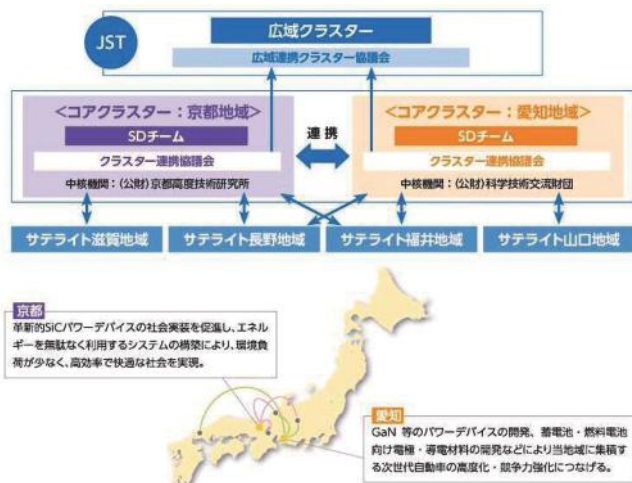 JST
広域クラスター
広域連携クラスター協議会
<コアクラスター：京都地域>
SDチーム
クラスター連携協議会
中核機関：(公財)京都高度技術研究所
連携
<コアクラスター：愛知地域>
SDチーム
クラスター連携協議会
中核機関：(公財)科学技術交流財団
サテライト滋賀地域
サテライト長野地域
サテライト福井地域
サテライト山口地域
京都
革新的SiCパワーデバイスの社会実装を促進し、エネル
ギーを無駄なく利用するシステムの構築により、環境負
荷が少なく、高効率で快適な社会を実現。
愛知
GaN 等のパワーデバイスの開発、蓄電池・燃料電池
向け電極・導電材料の開発などにより当地域に集積す
る次世代自動車の高度化・競争力強化につなげる。